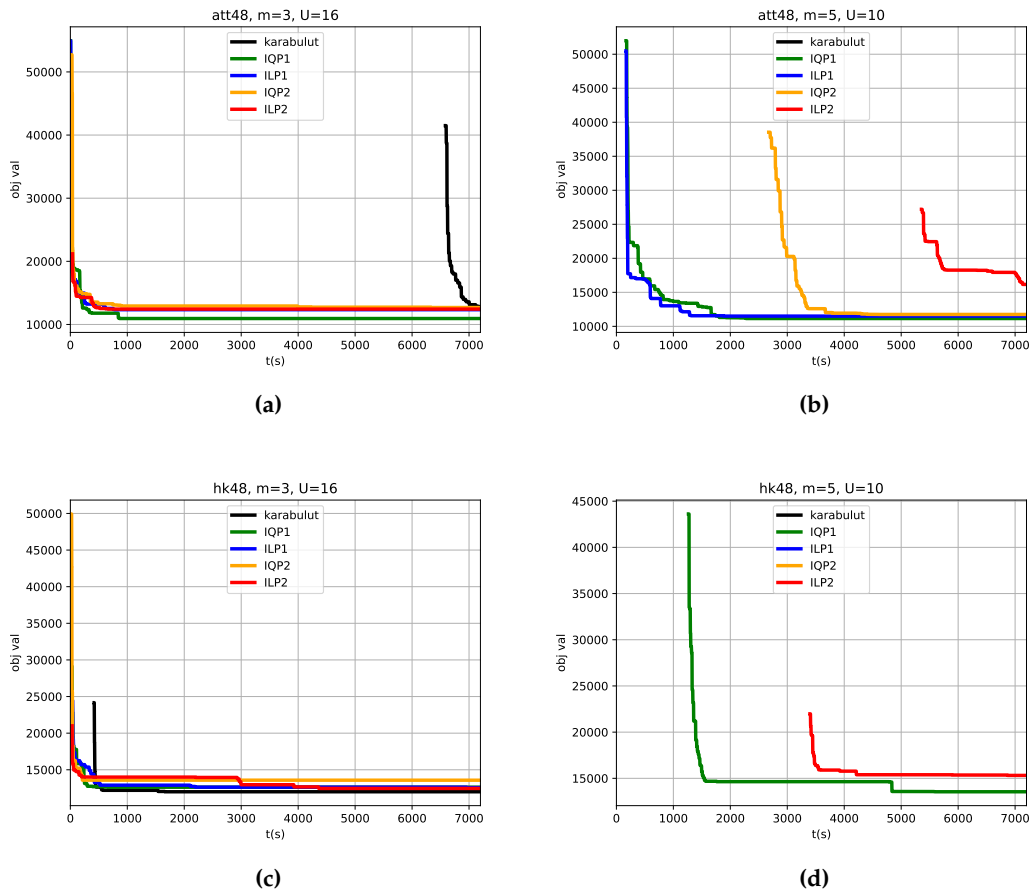 att48, m=3, U=16
karabulut
IQP1
ILP1
IQP2
ILP2
obj val
50000
40000
30000
20000
10000
0 1000 2000 3000 4000 5000 6000 7000
t(s)
(a)
att48, m=5, U=10
karabulut
IQP1
ILP1
IQP2
ILP2
obj val
50000
45000
40000
35000
30000
25000
20000
15000
10000
0 1000 2000 3000 4000 5000 6000 7000
t(s)
(b)
hk48, m=3, U=16
karabulut
IQP1
ILP1
IQP2
ILP2
obj val
50000
45000
40000
35000
30000
25000
20000
15000
0 1000 2000 3000 4000 5000 6000 7000
t(s)
(c)
hk48, m=5, U=10
karabulut
IQP1
ILP1
IQP2
ILP2
obj val
45000
40000
35000
30000
25000
20000
15000
0 1000 2000 3000 4000 5000 6000 7000
t(s)
(d)